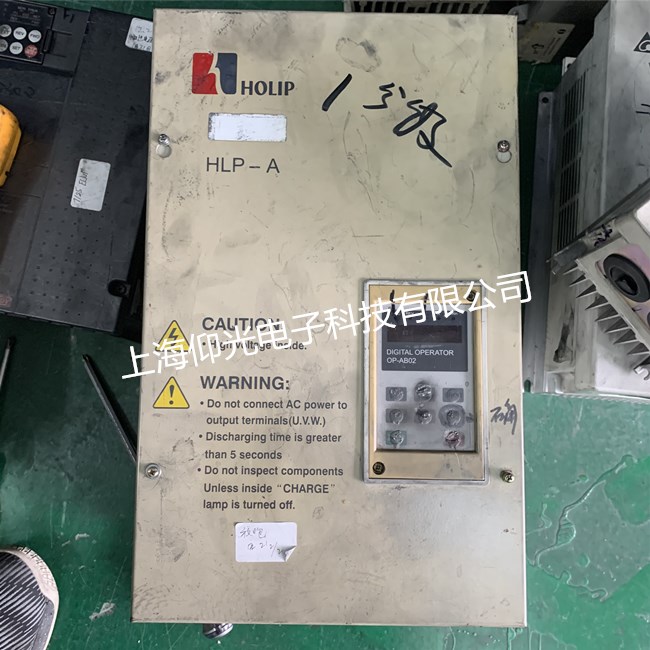 HOLIP
HLP-A
CAUTION:
High voltage inside.
上海仰光电子科技有限公司
DIGITAL OPERATOR
OP-AB02
WARNING:
• Do not connect AC power to
output terminals(U.V.W.)
• Discharging time is greater
than 5 seconds
• Do not inspect components
Unless inside "CHARGE"
lamp is turned off.